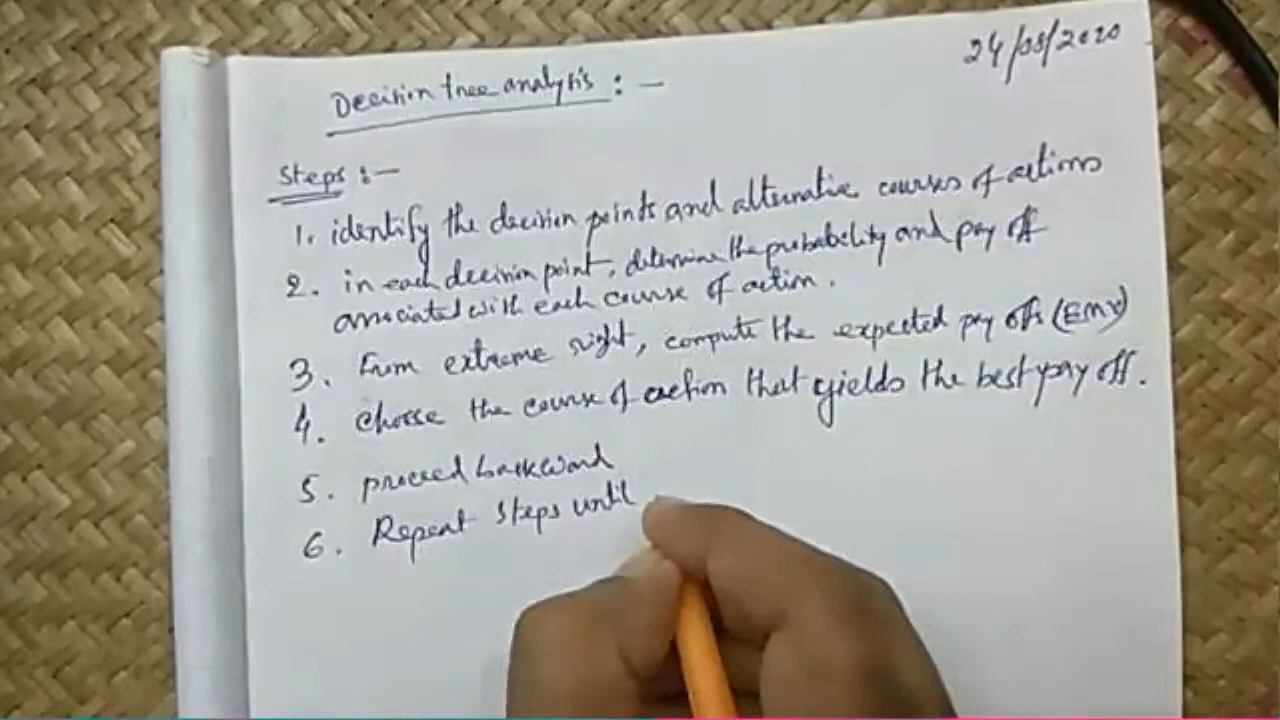 24/08/2020
Decision tree analysis : -
Steps :-
1. identify the decision points and alternative courses of actions
2. in each decision point, determine the probability and pay off
associated with each course of action.
3. From extreme right, compute the expected pay offs (EMV)
4. Choose the course of action that yields the best pay off.
5. proceed backward
6. Repeat steps until